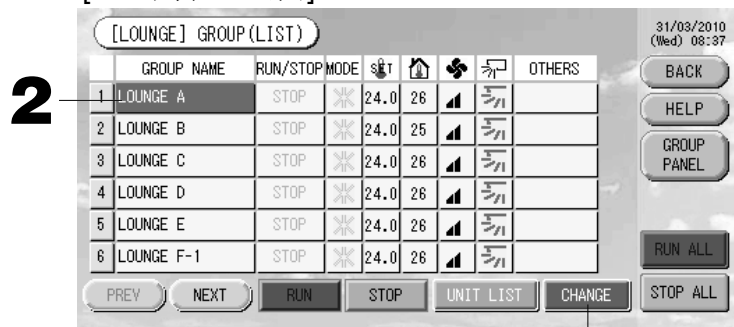 [LOUNGE] GROUP(LIST)
31/03/2010
(Wed) 08:37
GROUP NAME RUN/STOP MODE SET OTHERS
BACK
2
1 LOUNGE A STOP 24.0 26
HELP
2 LOUNGE B STOP 24.0 25
3 LOUNGE C STOP 24.0 26
GROUP
PANEL
4 LOUNGE D STOP 24.0 26
5 LOUNGE E STOP 24.0 26
6 LOUNGE F-1 STOP 24.0 26
RUN ALL
PREV NEXT RUN STOP UNIT LIST CHANGE
STOP ALL